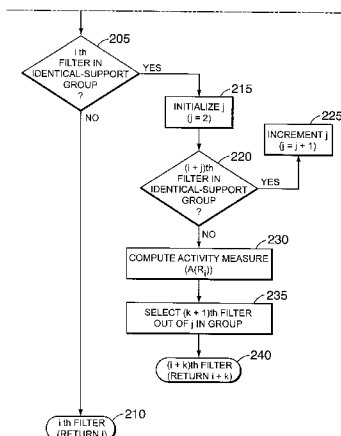 205
i th
FILTER IN
IDENTICAL-SUPPORT
GROUP
?
YES
NO
215
INITIALIZE j
(j = 2)
225
INCREMENT j
(j = j + 1)
220
(i + j)th
FILTER IN
IDENTICAL-SUPPORT
GROUP
?
YES
NO
230
COMPUTE ACTIVITY MEASURE
(A(Rj))
235
SELECT (k + 1)th FILTER
OUT OF j IN GROUP
240
(i + k)th FILTER
(RETURN i + k)
210
i th FILTER
(RETURN i)